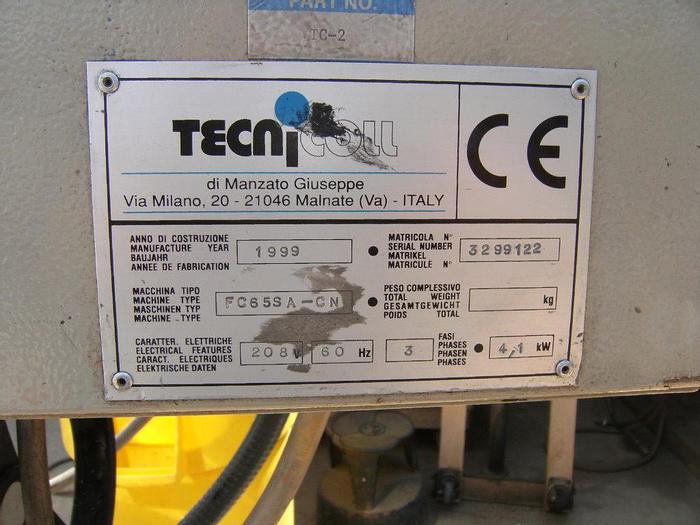 PART NO.
TC-2
TECNICOLL
di Manzato Giuseppe
Via Milano, 20 - 21046 Malnate (Va) - ITALY
CE
ANNO DI COSTRUZIONE
MANUFACTURE YEAR
BAUJAHR
ANNEE DE FABRICATION
1999
MATRICOLA N°
SERIAL NUMBER
MATRIKEL
MATRICULE N°
3299122
MACCHINA TIPO
MACHINE TYPE
MASCHINEN TYP
MACHINE - TYPE
FC65SA-CN
PESO COMPLESSIVO
TOTAL WEIGHT
GESAMTGEWICHT
POIDS TOTAL
kg
CARATTER. ELETTRICHE
ELECTRICAL FEATURES
CARACT. ELECTRIQUES
ELEKTRISCHE DATEN
208 V 60 Hz
3
FASI
PHASES
PHASEN
PHASES
4,1 kW